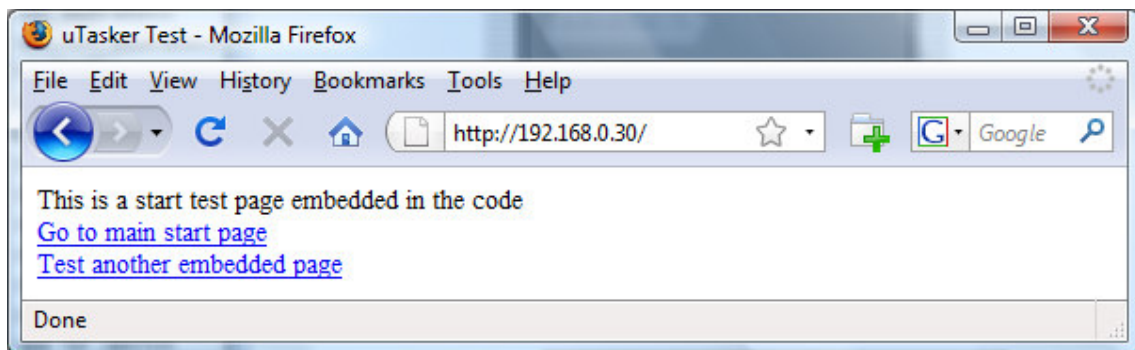 uTasker Test - Mozilla Firefox
File Edit View History Bookmarks Tools Help
http://192.168.0.30/ G Google
This is a start test page embedded in the code
Go to main start page
Test another embedded page
Done